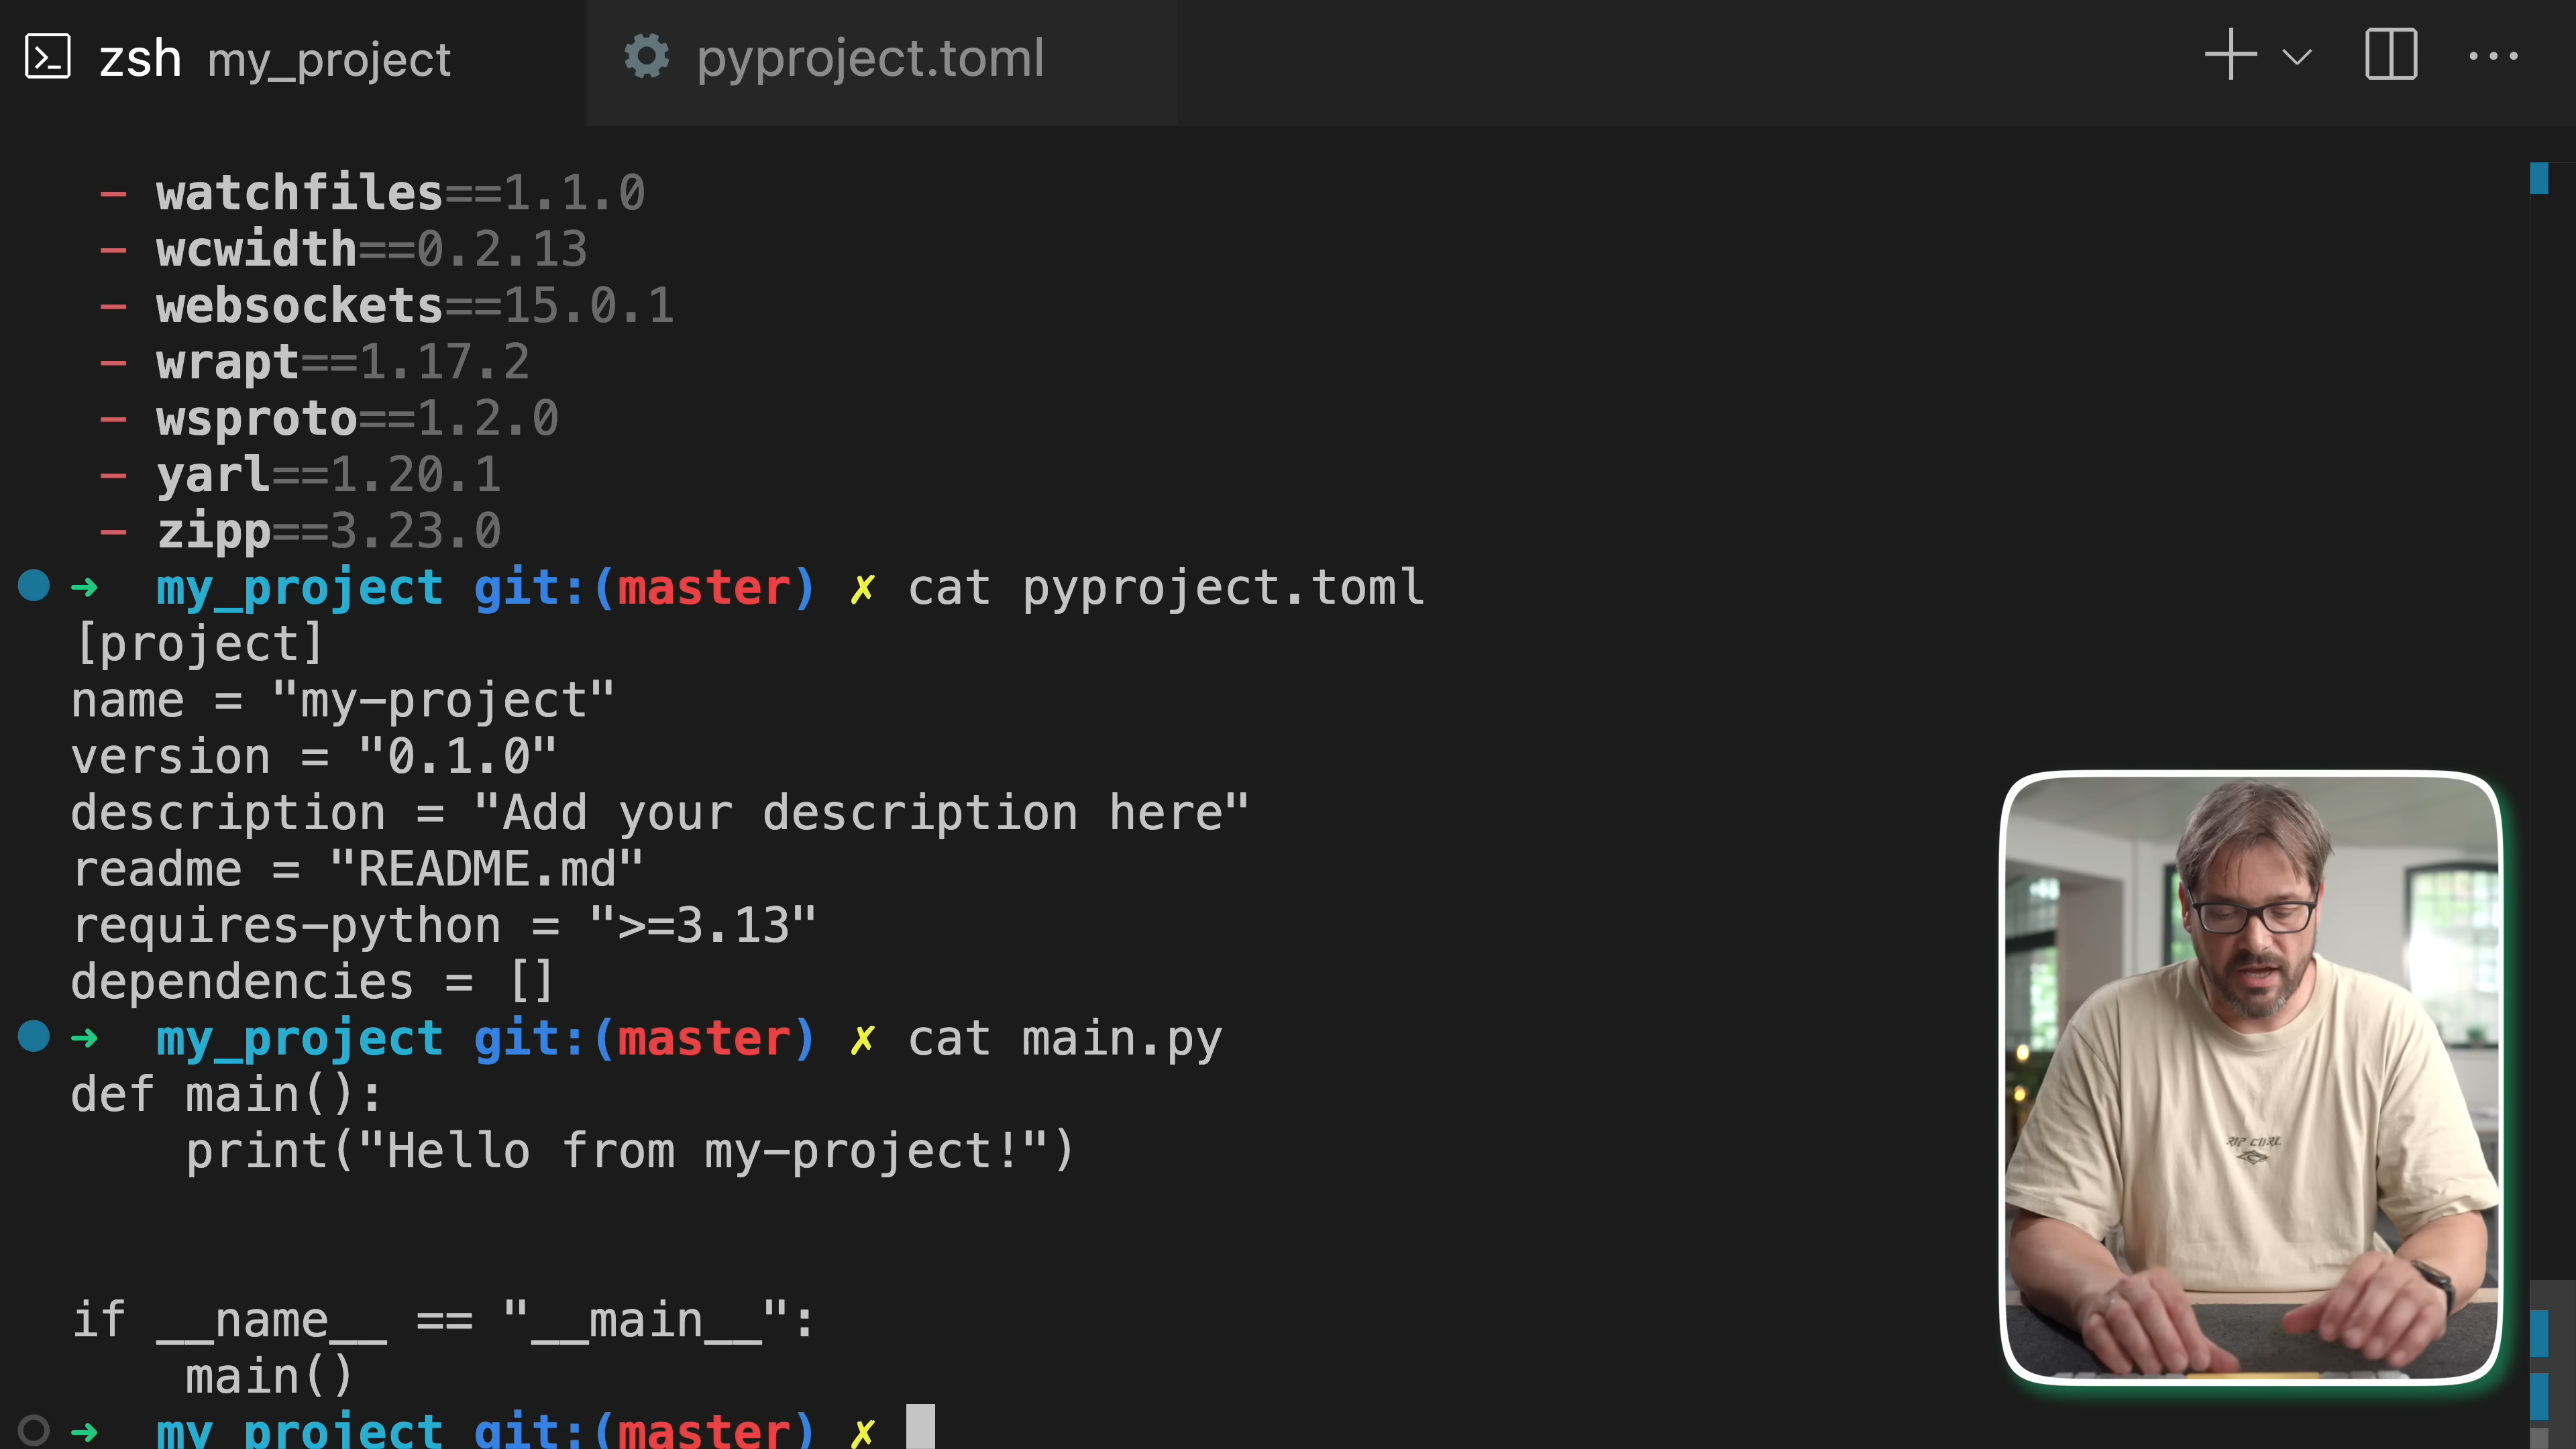 zsh my_project
pyproject.toml
− watchfiles==1.1.0
− wcwidth==0.2.13
− websockets==15.0.1
− wrapt==1.17.2
− wsproto==1.2.0
− yarl==1.20.1
− zipp==3.23.0
➜ my_project git:(master) ✗ cat pyproject.toml
[project]
name = "my-project"
version = "0.1.0"
description = "Add your description here"
readme = "README.md"
requires-python = ">=3.13"
dependencies = []
➜ my_project git:(master) ✗ cat main.py
def main():
    print("Hello from my-project!")
if __name__ == "__main__":
    main()
➜ my_project git:(master) ✗
RIP CURL